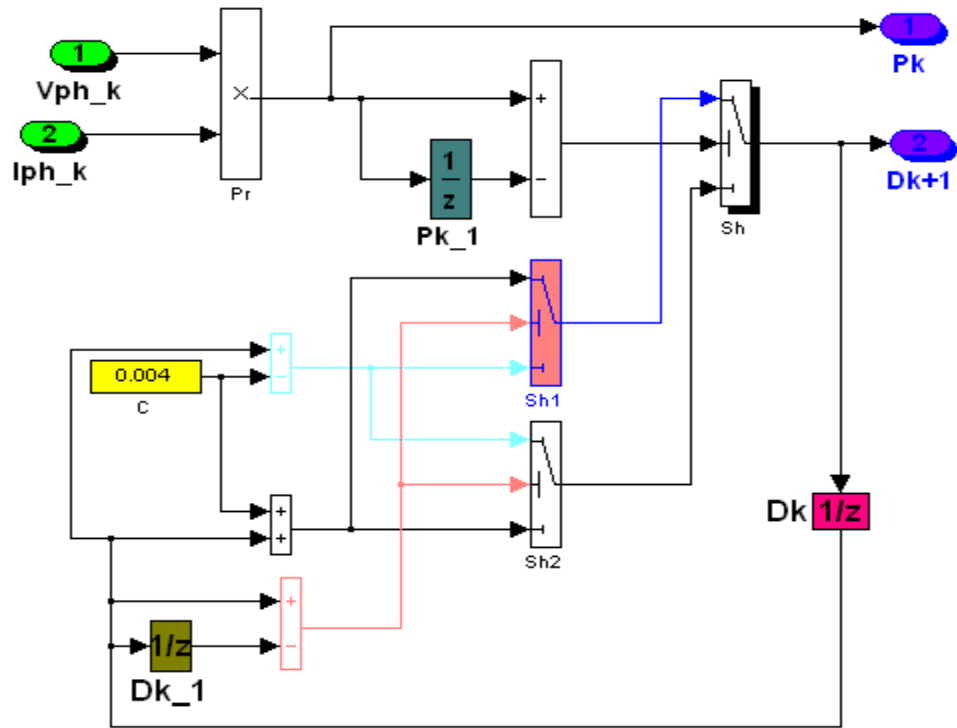 1
Vph_k
2
Iph_k
×
Pr
1
Pk
+
−
1
z
Pk_1
Sh
2
Dk+1
+
−
0.004
C
Sh1
+
+
Sh2
Dk
1/z
+
−
1/z
Dk_1